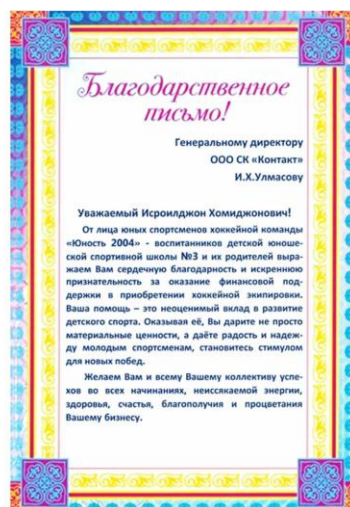 Благодарственное
письмо!
Генеральному директору
ООО СК «Контакт»
И.Х.Улмасову
Уважаемый Исроилджон Хомиджонович!
От лица юных спортсменов хоккейной команды
«Юность 2004» - воспитанников детской юноше-
ской спортивной школы №3 и их родителей выра-
жаем Вам сердечную благодарность и искреннюю
признательность за оказание финансовой под-
держки в приобретении хоккейной экипировки.
Ваша помощь – это неоценимый вклад в развитие
детского спорта. Оказывая её, Вы дарите не просто
материальные ценности, а даёте радость и надеж-
ду молодым спортсменам, становитесь стимулом
для новых побед.
Желаем Вам и всему Вашему коллективу успе-
хов во всех начинаниях, неиссякаемой энергии,
здоровья, счастья, благополучия и процветания
Вашему бизнесу.